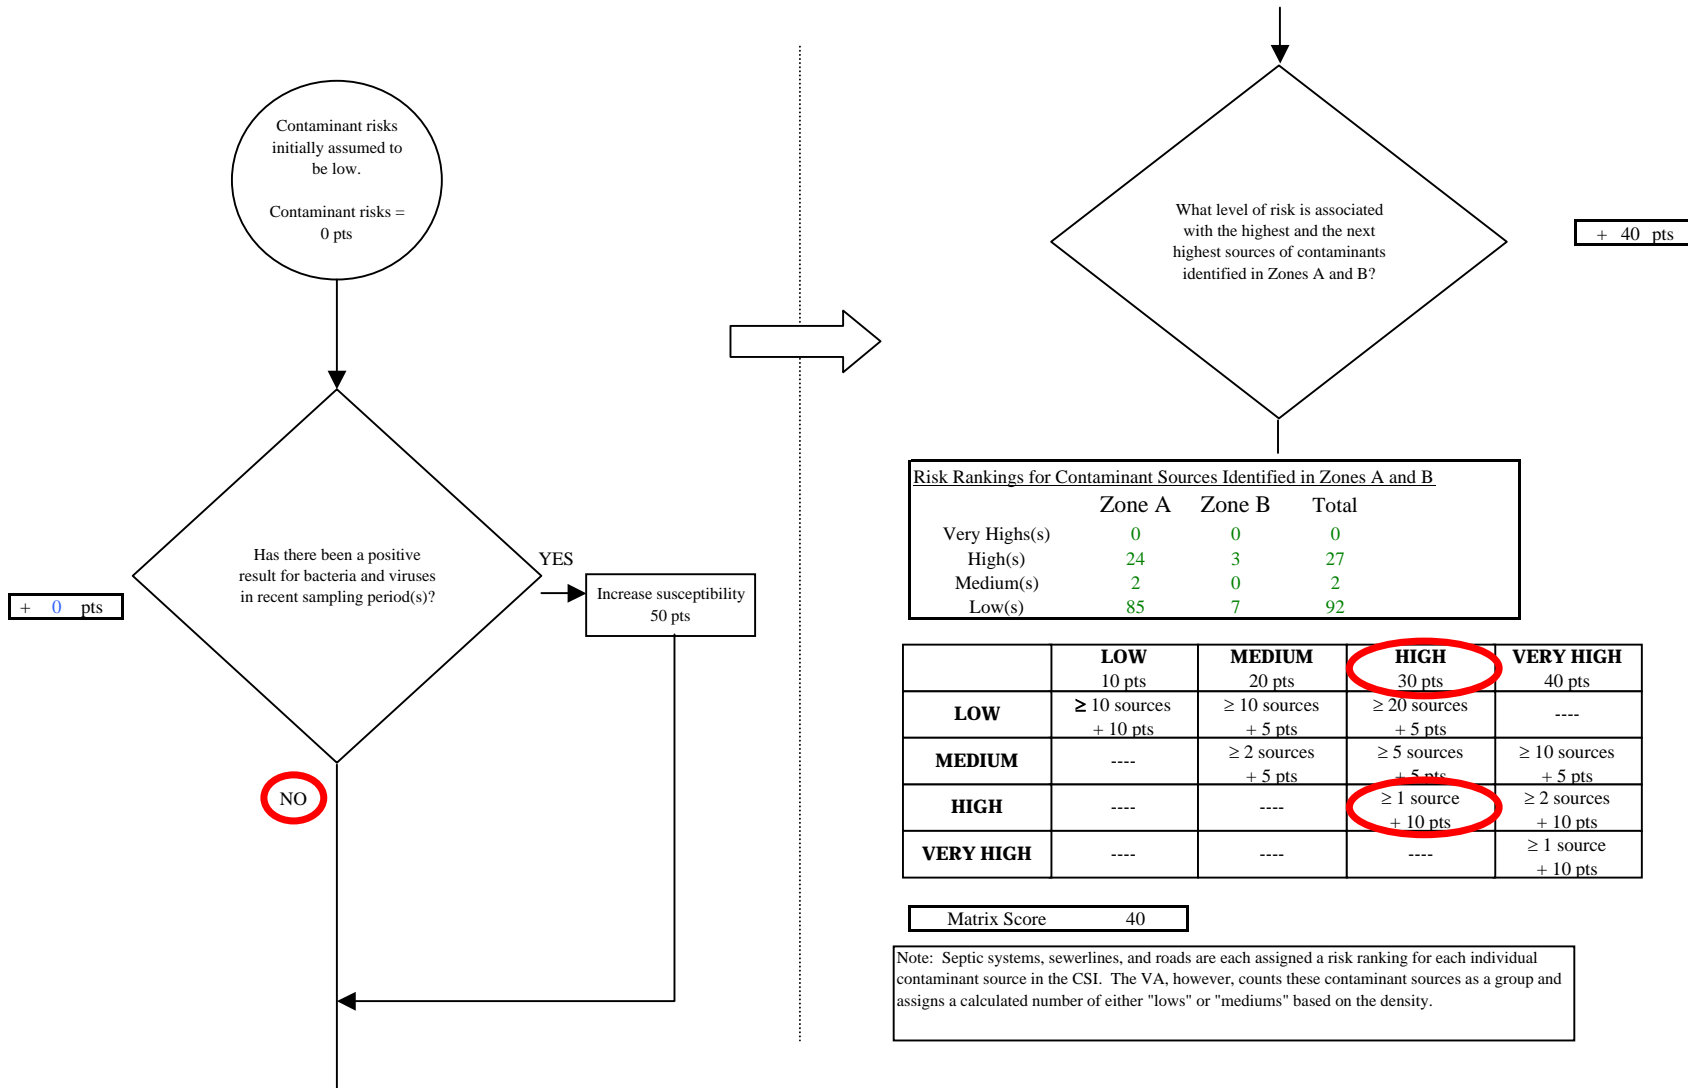 Contaminant risks
initially assumed to
be low.
Contaminant risks =
0 pts
Has there been a positive
result for bacteria and viruses
in recent sampling period(s)?
YES
+ 0 pts
Increase susceptibility
50 pts
NO
What level of risk is associated
with the highest and the next
highest sources of contaminants
identified in Zones A and B?
+ 40 pts
Risk Rankings for Contaminant Sources Identified in Zones A and B
Zone A Zone B Total
Very Highs(s) 0 0 0
High(s) 24 3 27
Medium(s) 2 0 2
Low(s) 85 7 92
LOW MEDIUM HIGH VERY HIGH
10 pts 20 pts 30 pts 40 pts
LOW ≥ 10 sources ≥ 10 sources ≥ 20 sources ----
+ 10 pts + 5 pts + 5 pts
MEDIUM ---- ≥ 2 sources ≥ 5 sources ≥ 10 sources
+ 5 pts + 5 pts + 5 pts
HIGH ---- ---- ≥ 1 source ≥ 2 sources
+ 10 pts + 10 pts
VERY HIGH ---- ---- ---- ≥ 1 source
+ 10 pts
Matrix Score 40
Note: Septic systems, sewerlines, and roads are each assigned a risk ranking for each individual
contaminant source in the CSI. The VA, however, counts these contaminant sources as a group and
assigns a calculated number of either "lows" or "mediums" based on the density.